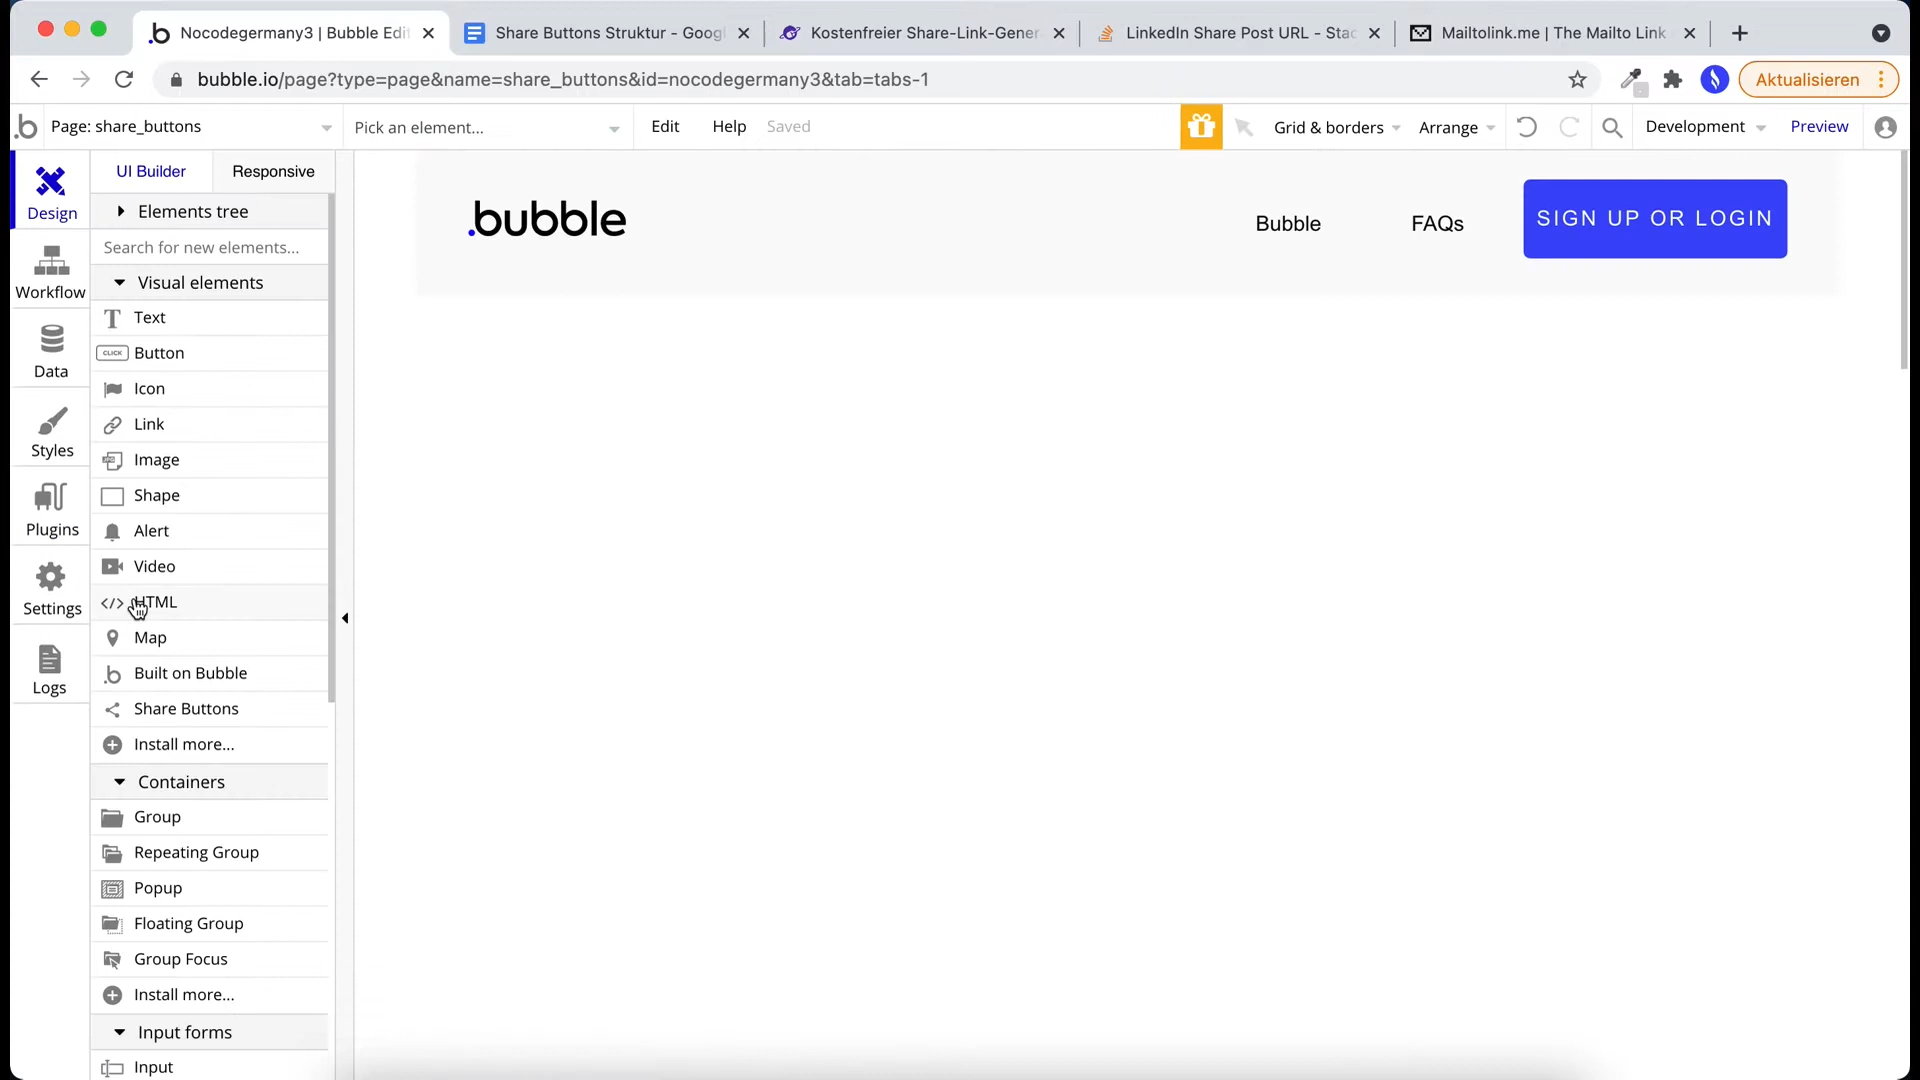 Nocodegermany3 | Bubble Edit
Share Buttons Struktur - Googl
Kostenfreier Share-Link-Gener
LinkedIn Share Post URL - Stac
Mailtolink.me | The Mailto Link
bubble.io/page?type=page&name=share_buttons&id=nocodegermany3&tab=tabs-1
Aktualisieren
Page: share_buttons
Pick an element...
Edit
Help
Saved
Grid & borders
Arrange
Development
Preview
Design
Workflow
Data
Styles
Plugins
Settings
Logs
UI Builder
Responsive
Elements tree
Search for new elements...
Visual elements
Text
CLICK
Button
Icon
Link
Image
Shape
Alert
Video
</> HTML
Map
Built on Bubble
Share Buttons
Install more...
Containers
Group
Repeating Group
Popup
Floating Group
Group Focus
Install more...
Input forms
Input
.bubble
Bubble
FAQs
SIGN UP OR LOGIN